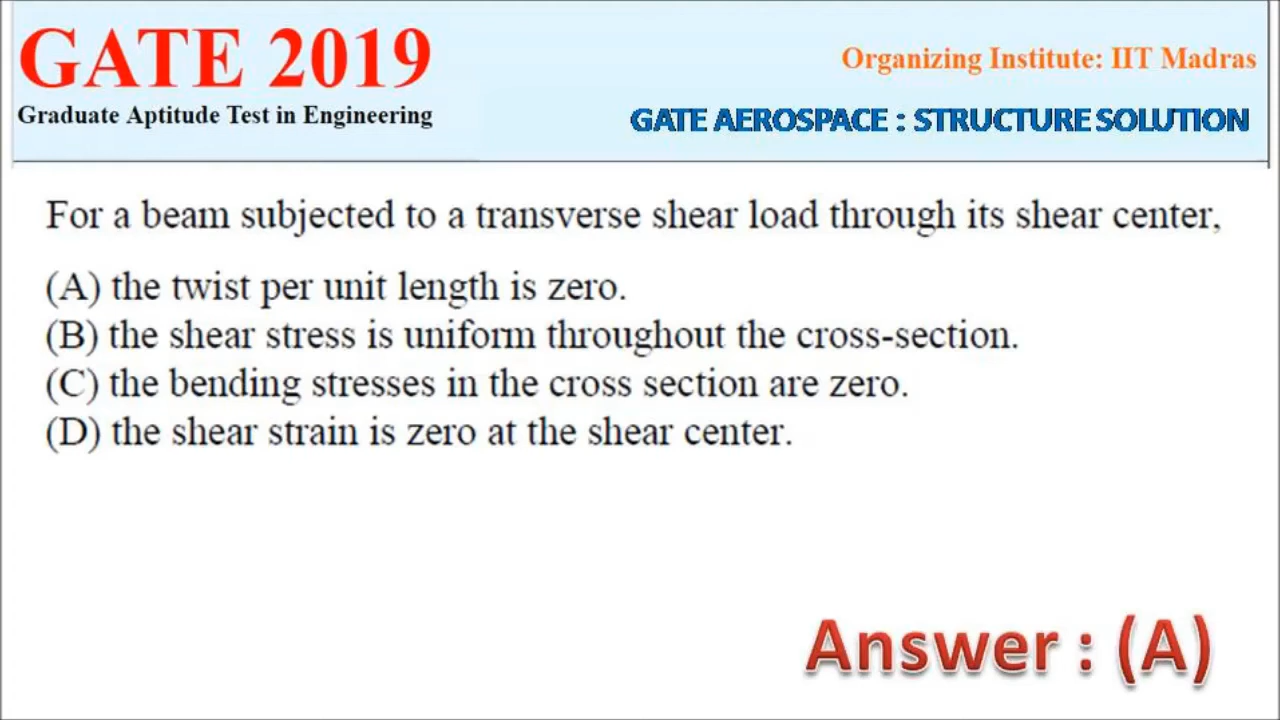 GATE 2019
Graduate Aptitude Test in Engineering
Organizing Institute: IIT Madras
GATE AEROSPACE : STRUCTURE SOLUTION
For a beam subjected to a transverse shear load through its shear center,
(A) the twist per unit length is zero.
(B) the shear stress is uniform throughout the cross-section.
(C) the bending stresses in the cross section are zero.
(D) the shear strain is zero at the shear center.
Answer : (A)